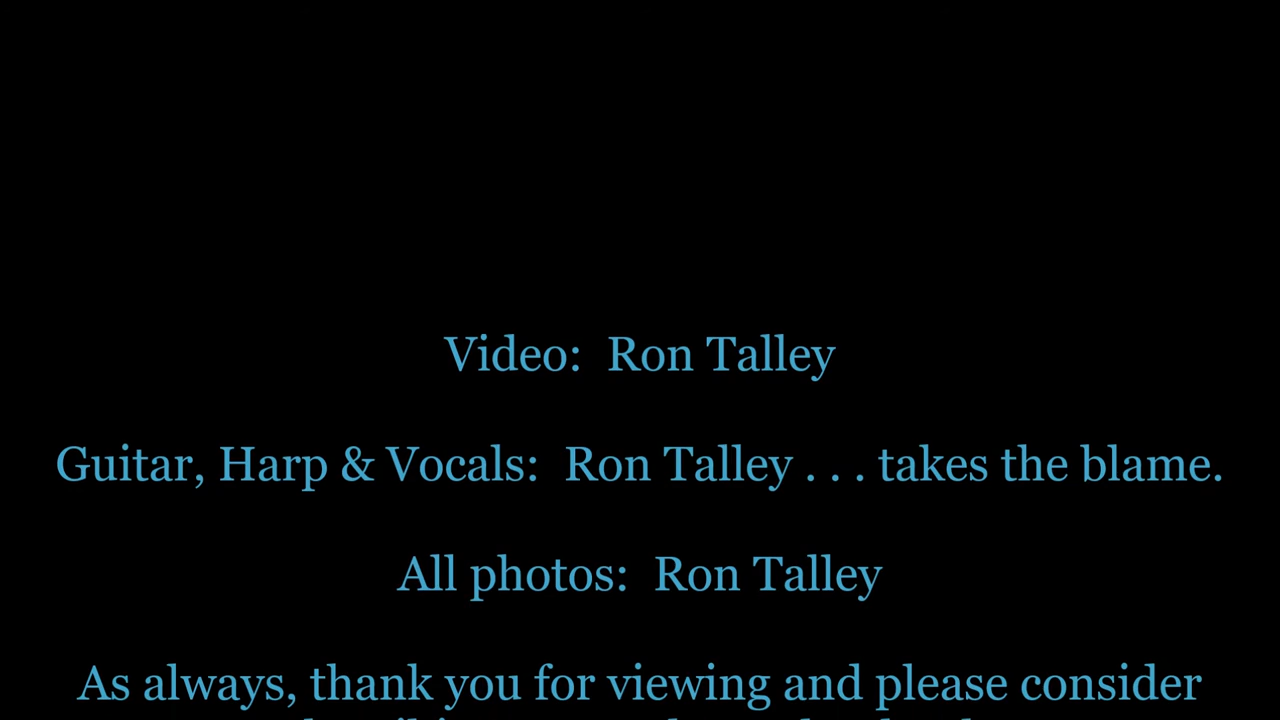 Video:  Ron Talley
Guitar, Harp & Vocals:  Ron Talley . . . takes the blame.
All photos:  Ron Talley
As always, thank you for viewing and please consider